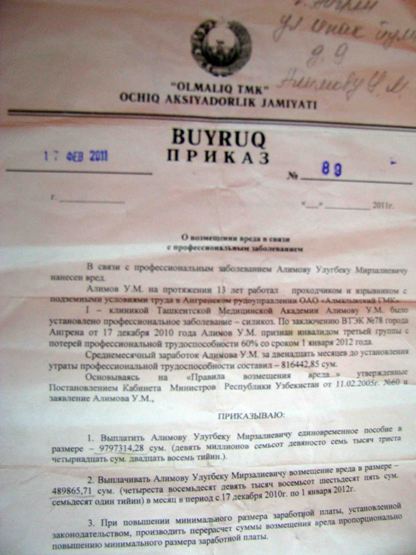 г. Ангрен
ул
д. 9
Алимову У.М.
"OLMALIQ TMK"
OCHIQ AKSIYADORLIK JAMIYATI
BUYRUQ
ПРИКАЗ
17 ФЕВ 2011
№ 89
г. 2011г.
О возмещении вреда в связи
с профессиональным заболеванием
В связи с профессиональным заболеванием Алимову Улугбеку Мирзалиевичу
нанесен вред.
Алимов У.М. на протяжении 13 лет работал проходчиком и взрывником с
подземными условиями труда в Ангренском рудоуправления ОАО «Алмалыкский ГМК».
I – клиникой Ташкентской Медицинской Академии Алимову У.М. было
установлено профессиональное заболевание – силикоз. По заключению ВТЭК №78 города
Ангрена от 17 декабря 2010 года Алимов У.М. признан инвалидом третьей группы с
потерей профессиональной трудоспособности 60% со сроком 1 января 2012 года.
Среднемесячный заработок Алимова У.М. за двенадцать месяцев до установления
утраты профессиональной трудоспособности составил – 816442,85 сум.
Основываясь на «Правила возмещения вреда..» утвержденные
Постановлением Кабинета Министров Республики Узбекистан от 11.02.2005г. №60 и
заявление Алимова У.М.,
ПРИКАЗЫВАЮ:
1. Выплатить Алимову Улугбеку Мирзалиевичу единовременное пособие в
размере – 9797314,28 сум. (девять миллионов семьсот девяносто семь тысяч триста
четырнадцать сум. двадцать восемь тийин.).
2. Выплачивать Алимову Улугбеку Мирзалиевичу возмещение вреда в размере –
489865,71 сум. (четыреста восемьдесят девять тысяч восемьсот шестьдесят пять сум.
семьдесят один тийин) в месяц в период с 17 декабря 2010г. по 1 января 2012г.
3. При повышении минимального размера заработной платы, установленной
законодательством, производить перерасчет суммы возмещения вреда пропорционально
повышению минимального размера заработной платы.